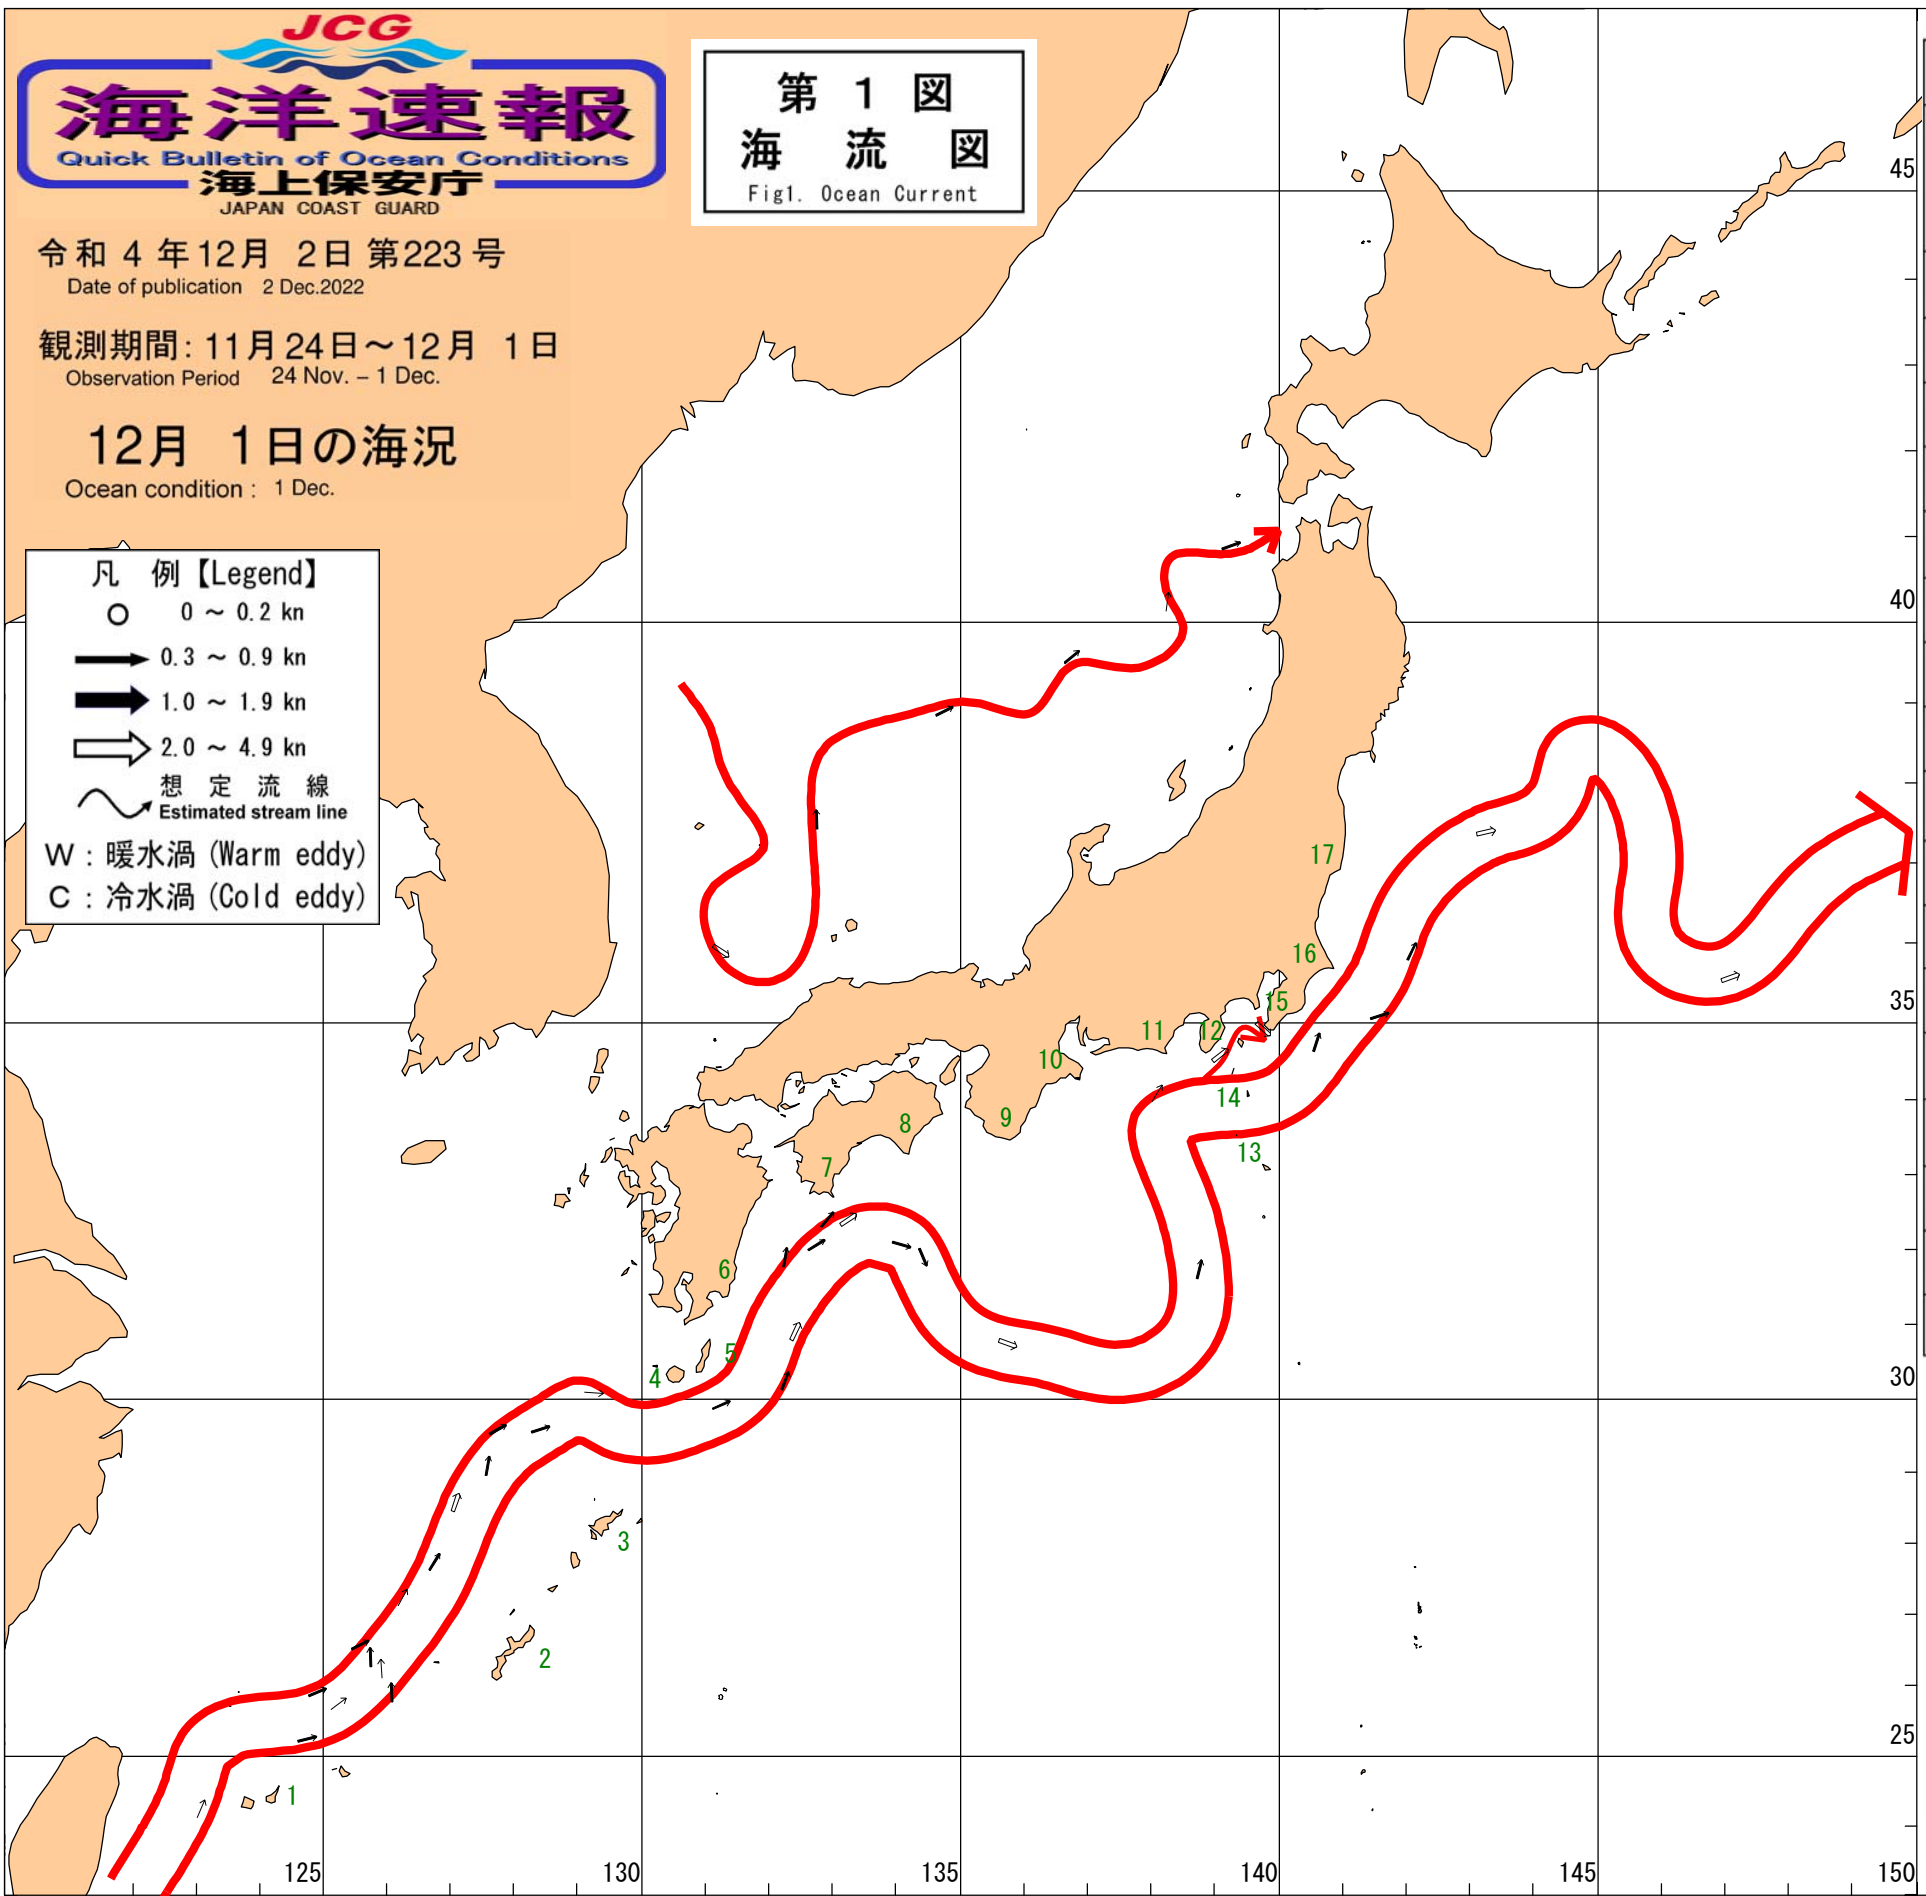 JCG
海洋速報
Quick Bulletin of Ocean Conditions
海上保安庁
JAPAN COAST GUARD
第 1 図
海 流 図
Fig1. Ocean Current
令和 4 年12月 2日 第223号
Date of publication 2 Dec.2022
観測期間: 11月24日～12月 1日
Observation Period 24 Nov. – 1 Dec.
12月 1日の海況
Ocean condition : 1 Dec.
凡 例【Legend】
0 ～ 0.2 kn
0.3 ～ 0.9 kn
1.0 ～ 1.9 kn
2.0 ～ 4.9 kn
想 定 流 線
Estimated stream line
W : 暖水渦 (Warm eddy)
C : 冷水渦 (Cold eddy)
45
40
17
16
15
35
12
11
10
14
9
8
13
7
6
5
4
30
3
2
25
1
125
130
135
140
145
150